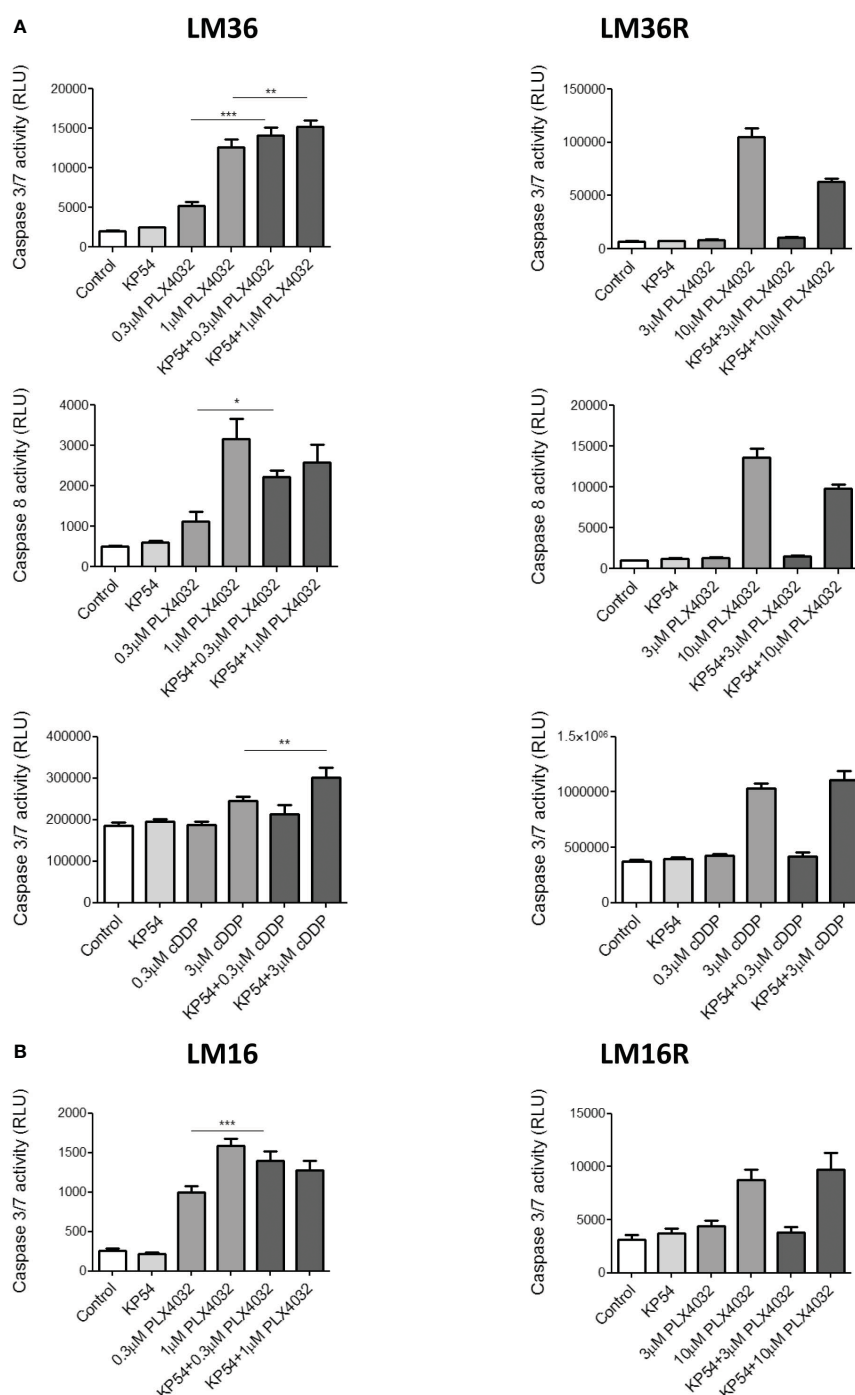 A
LM36
LM36R
Caspase 3/7 activity (RLU)
20000
15000
10000
5000
0
***
**
Control
KP54
0.3μM PLX4032
1μM PLX4032
KP54+0.3μM PLX4032
KP54+1μM PLX4032
Caspase 3/7 activity (RLU)
150000
100000
50000
0
Control
KP54
3μM PLX4032
10μM PLX4032
KP54+3μM PLX4032
KP54+10μM PLX4032
Caspase 8 activity (RLU)
4000
3000
2000
1000
0
*
Control
KP54
0.3μM PLX4032
1μM PLX4032
KP54+0.3μM PLX4032
KP54+1μM PLX4032
Caspase 8 activity (RLU)
20000
15000
10000
5000
0
Control
KP54
3μM PLX4032
10μM PLX4032
KP54+3μM PLX4032
KP54+10μM PLX4032
Caspase 3/7 activity (RLU)
400000
300000
200000
100000
0
**
Control
KP54
0.3μM cDDP
3μM cDDP
KP54+0.3μM cDDP
KP54+3μM cDDP
Caspase 3/7 activity (RLU)
1.5×10⁰⁶
1000000
500000
0
Control
KP54
0.3μM cDDP
3μM cDDP
KP54+0.3μM cDDP
KP54+3μM cDDP
B
LM16
LM16R
Caspase 3/7 activity (RLU)
2000
1500
1000
500
0
***
Control
KP54
0.3μM PLX4032
1μM PLX4032
KP54+0.3μM PLX4032
KP54+1μM PLX4032
Caspase 3/7 activity (RLU)
15000
10000
5000
0
Control
KP54
3μM PLX4032
10μM PLX4032
KP54+3μM PLX4032
KP54+10μM PLX4032